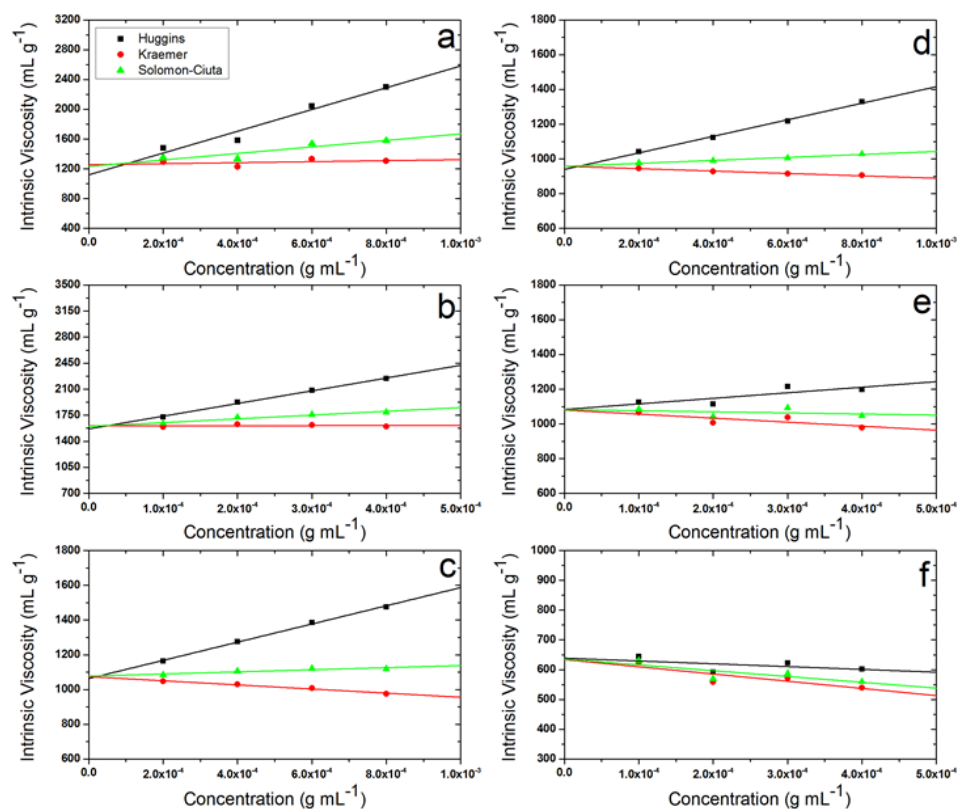 3200
2800
2400
2000
1600
1200
800
400
Intrinsic Viscosity (mL g⁻¹)
Huggins
Kraemer
Solomon-Ciuta
a
0.0 2.0x10⁻⁴ 4.0x10⁻⁴ 6.0x10⁻⁴ 8.0x10⁻⁴ 1.0x10⁻³
Concentration (g mL⁻¹)
1800
1600
1400
1200
1000
800
600
Intrinsic Viscosity (mL g⁻¹)
d
0.0 2.0x10⁻⁴ 4.0x10⁻⁴ 6.0x10⁻⁴ 8.0x10⁻⁴ 1.0x10⁻³
Concentration (g mL⁻¹)
3500
3150
2800
2450
2100
1750
1400
1050
700
Intrinsic Viscosity (mL g⁻¹)
b
0.0 1.0x10⁻⁴ 2.0x10⁻⁴ 3.0x10⁻⁴ 4.0x10⁻⁴ 5.0x10⁻⁴
Concentration (g mL⁻¹)
1800
1600
1400
1200
1000
800
600
Intrinsic Viscosity (mL g⁻¹)
e
0.0 1.0x10⁻⁴ 2.0x10⁻⁴ 3.0x10⁻⁴ 4.0x10⁻⁴ 5.0x10⁻⁴
Concentration (g mL⁻¹)
1800
1600
1400
1200
1000
800
600
Intrinsic Viscosity (mL g⁻¹)
c
0.0 2.0x10⁻⁴ 4.0x10⁻⁴ 6.0x10⁻⁴ 8.0x10⁻⁴ 1.0x10⁻³
Concentration (g mL⁻¹)
1000
900
800
700
600
500
400
300
Intrinsic Viscosity (mL g⁻¹)
f
0.0 1.0x10⁻⁴ 2.0x10⁻⁴ 3.0x10⁻⁴ 4.0x10⁻⁴ 5.0x10⁻⁴
Concentration (g mL⁻¹)